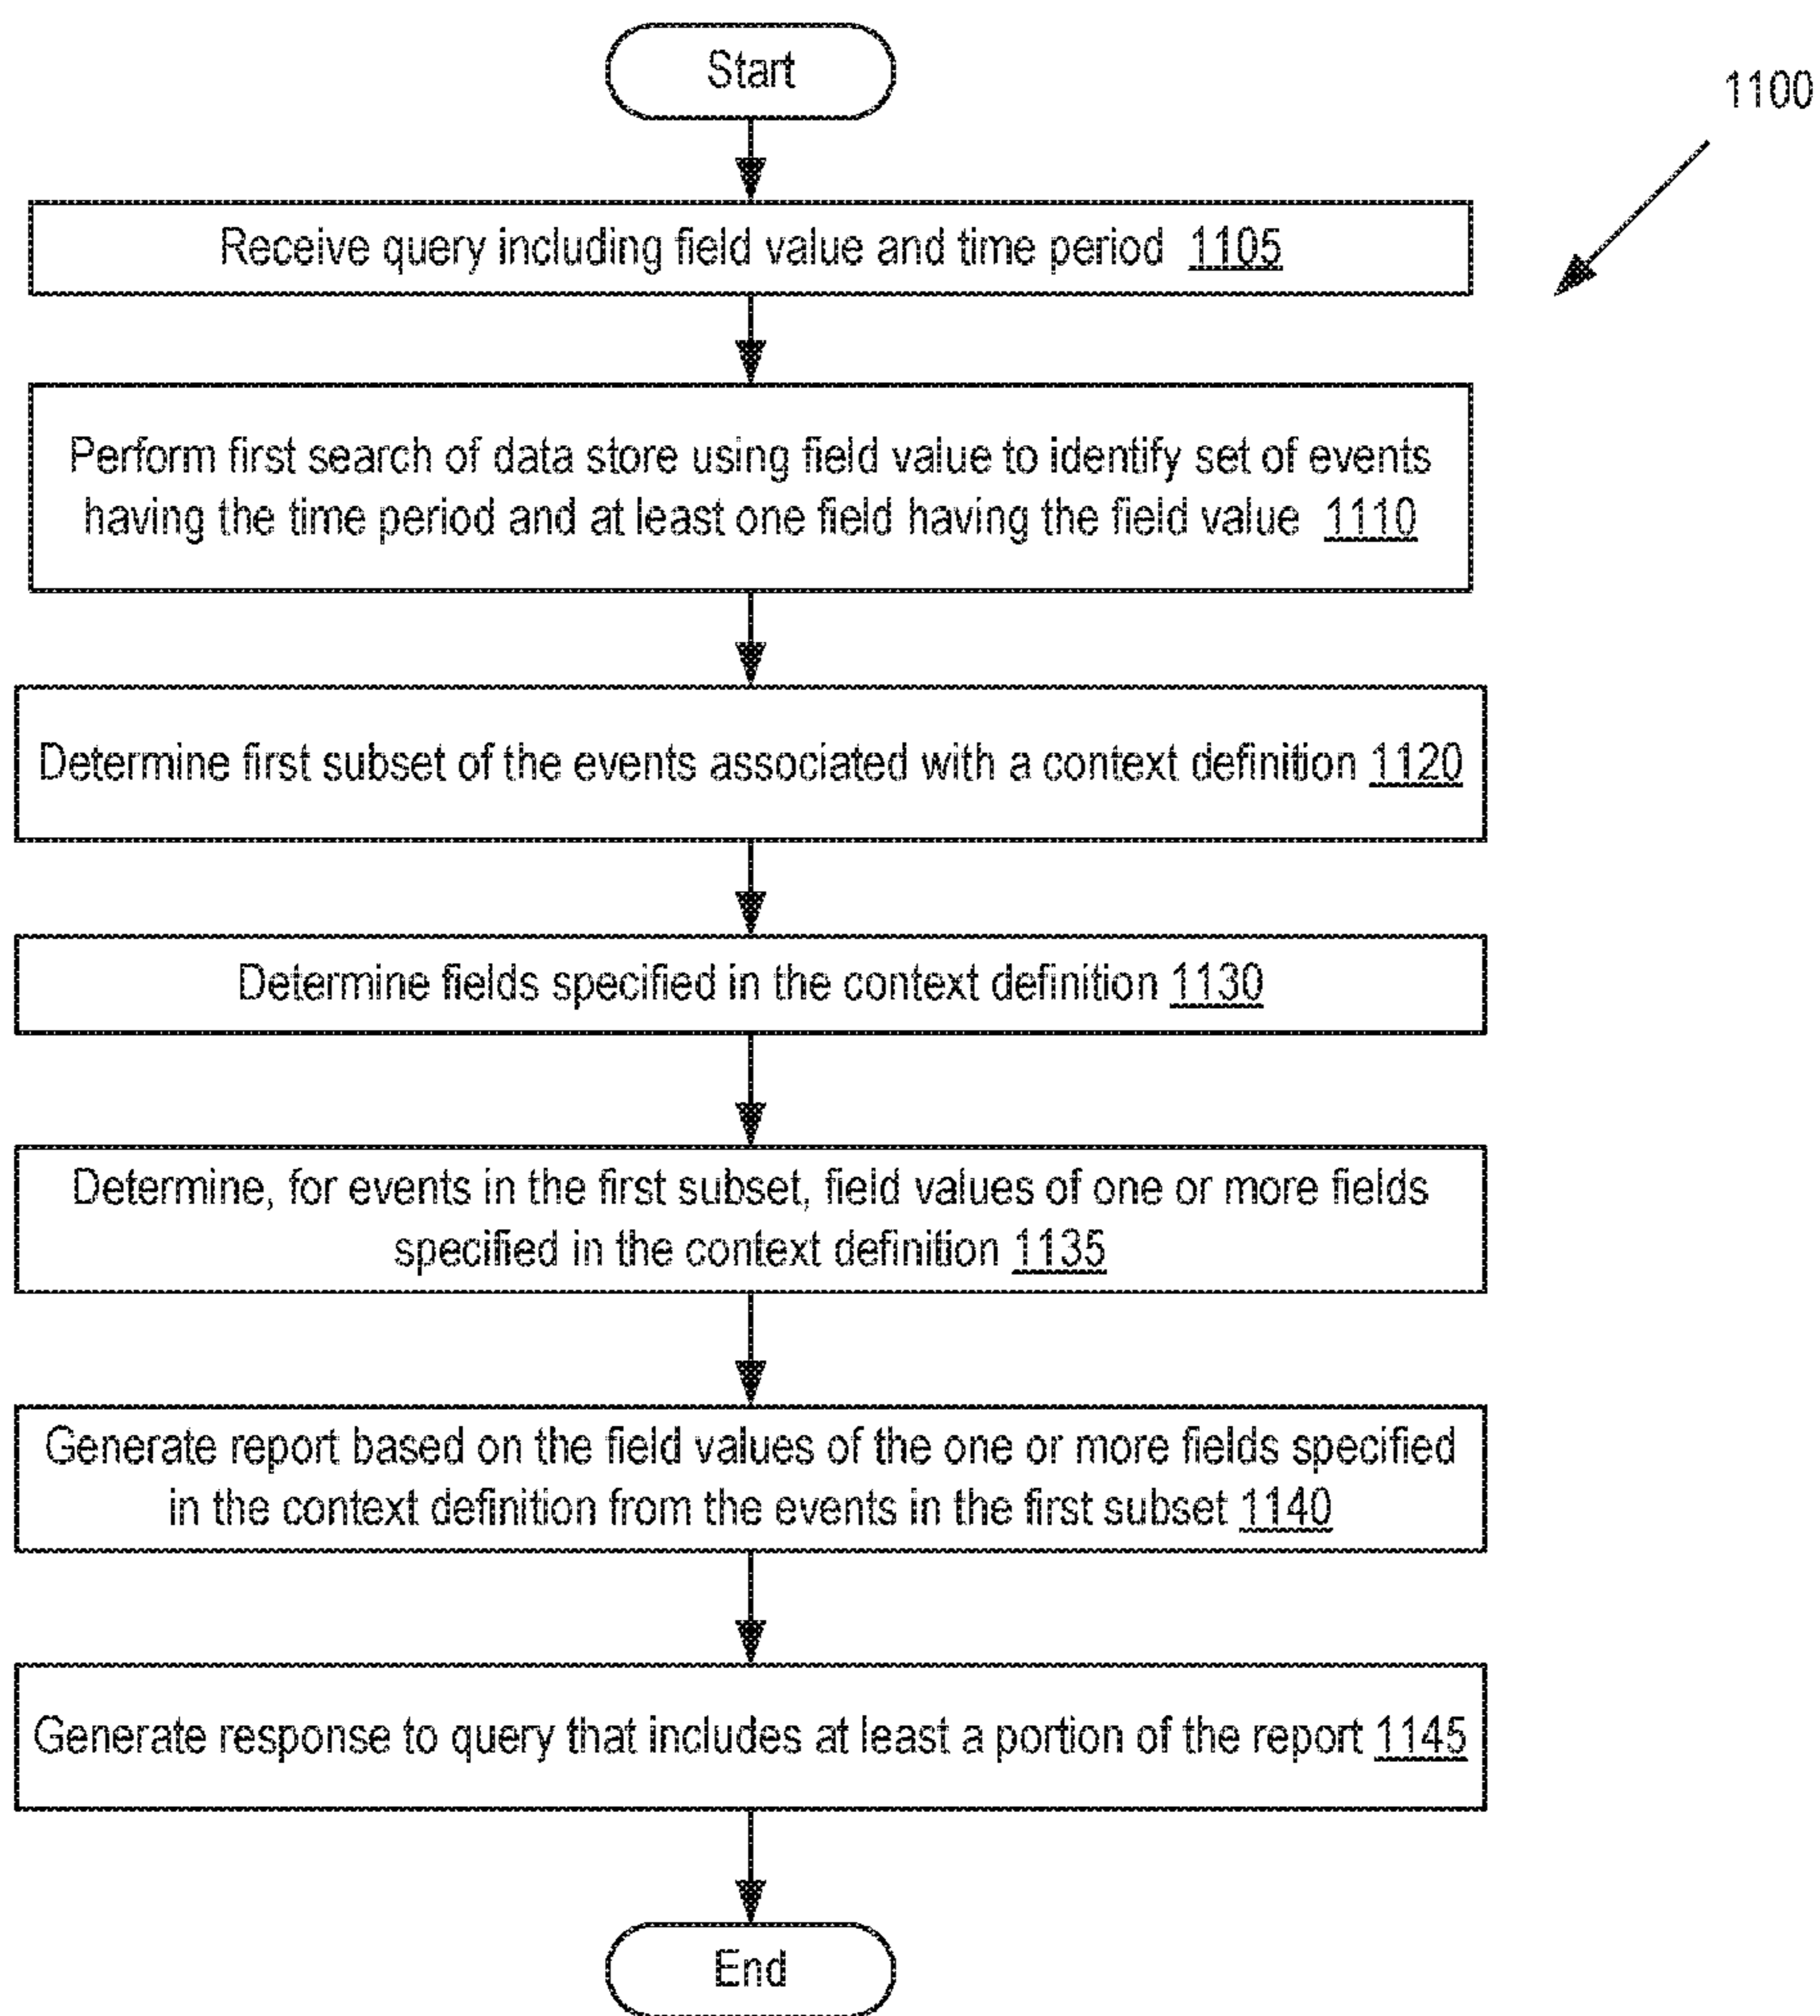 Start
1100
Receive query including field value and time period 1105
Perform first search of data store using field value to identify set of events
having the time period and at least one field having the field value 1110
Determine first subset of the events associated with a context definition 1120
Determine fields specified in the context definition 1130
Determine, for events in the first subset, field values of one or more fields
specified in the context definition 1135
Generate report based on the field values of the one or more fields specified
in the context definition from the events in the first subset 1140
Generate response to query that includes at least a portion of the report 1145
End